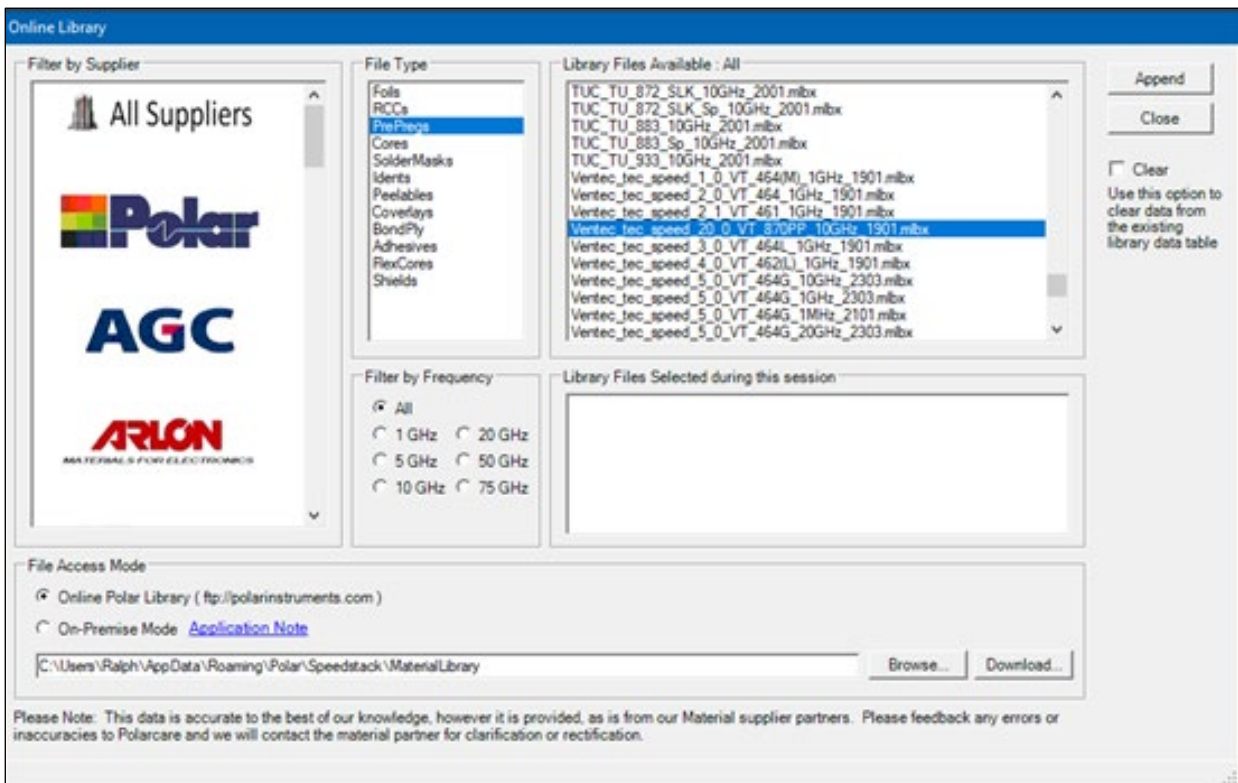 Online Library
Filter by Supplier
All Suppliers
Polar
AGC
ARLON
MATERIALS FOR ELECTRONICS
File Type
Foils
RCCs
PrePregs
Cores
SolderMasks
Idents
Peelables
Coverlays
BondPly
Adhesives
FlexCores
Shields
Filter by Frequency
All
1 GHz
20 GHz
5 GHz
50 GHz
10 GHz
75 GHz
Library Files Available : All
TUC_TU_872_SLK_10GHz_2001.mlbx
TUC_TU_872_SLK_Sp_10GHz_2001.mlbx
TUC_TU_883_10GHz_2001.mlbx
TUC_TU_883_Sp_10GHz_2001.mlbx
TUC_TU_933_10GHz_2001.mlbx
Ventec_tec_speed_1_0_VT_464(M)_1GHz_1901.mlbx
Ventec_tec_speed_2_0_VT_464_1GHz_1901.mlbx
Ventec_tec_speed_2_1_VT_461_1GHz_1901.mlbx
Ventec_tec_speed_20_0_VT_870PP_10GHz_1901.mlbx
Ventec_tec_speed_3_0_VT_464L_1GHz_1901.mlbx
Ventec_tec_speed_4_0_VT_462(L)_1GHz_1901.mlbx
Ventec_tec_speed_5_0_VT_464G_10GHz_2303.mlbx
Ventec_tec_speed_5_0_VT_464G_1GHz_2303.mlbx
Ventec_tec_speed_5_0_VT_464G_1MHz_2101.mlbx
Ventec_tec_speed_5_0_VT_464G_20GHz_2303.mlbx
Library Files Selected during this session
Append
Close
Clear
Use this option to
clear data from
the existing
library data table
File Access Mode
Online Polar Library ( ftp://polarinstruments.com )
On-Premise Mode Application Note
C:\Users\Ralph\AppData\Roaming\Polar\Speedstack\MaterialLibrary
Browse...
Download...
Please Note: This data is accurate to the best of our knowledge, however it is provided, as is from our Material supplier partners. Please feedback any errors or
inaccuracies to Polarcare and we will contact the material partner for clarification or rectification.